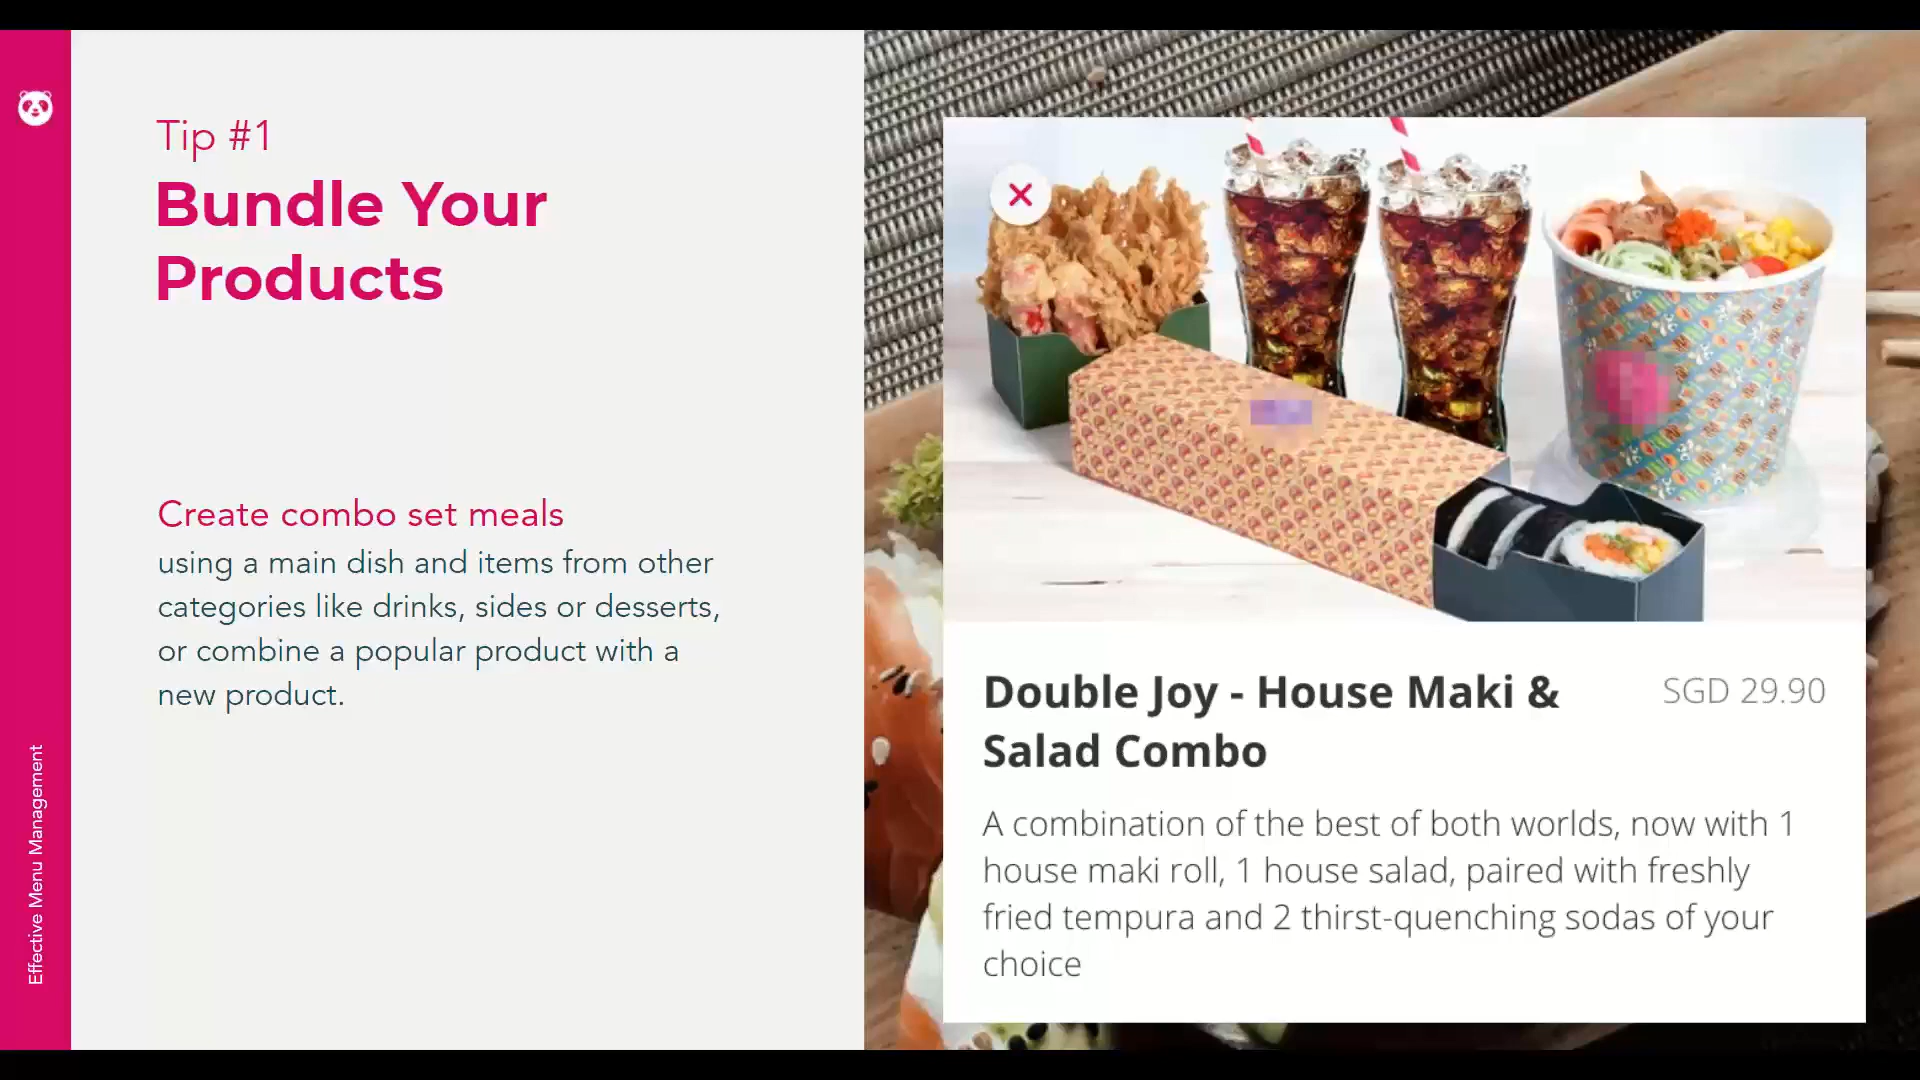 Tip #1
Bundle Your
Products
Create combo set meals
using a main dish and items from other
categories like drinks, sides or desserts,
or combine a popular product with a
new product.
Effective Menu Management
Double Joy - House Maki &
Salad Combo
SGD 29.90
A combination of the best of both worlds, now with 1
house maki roll, 1 house salad, paired with freshly
fried tempura and 2 thirst-quenching sodas of your
choice